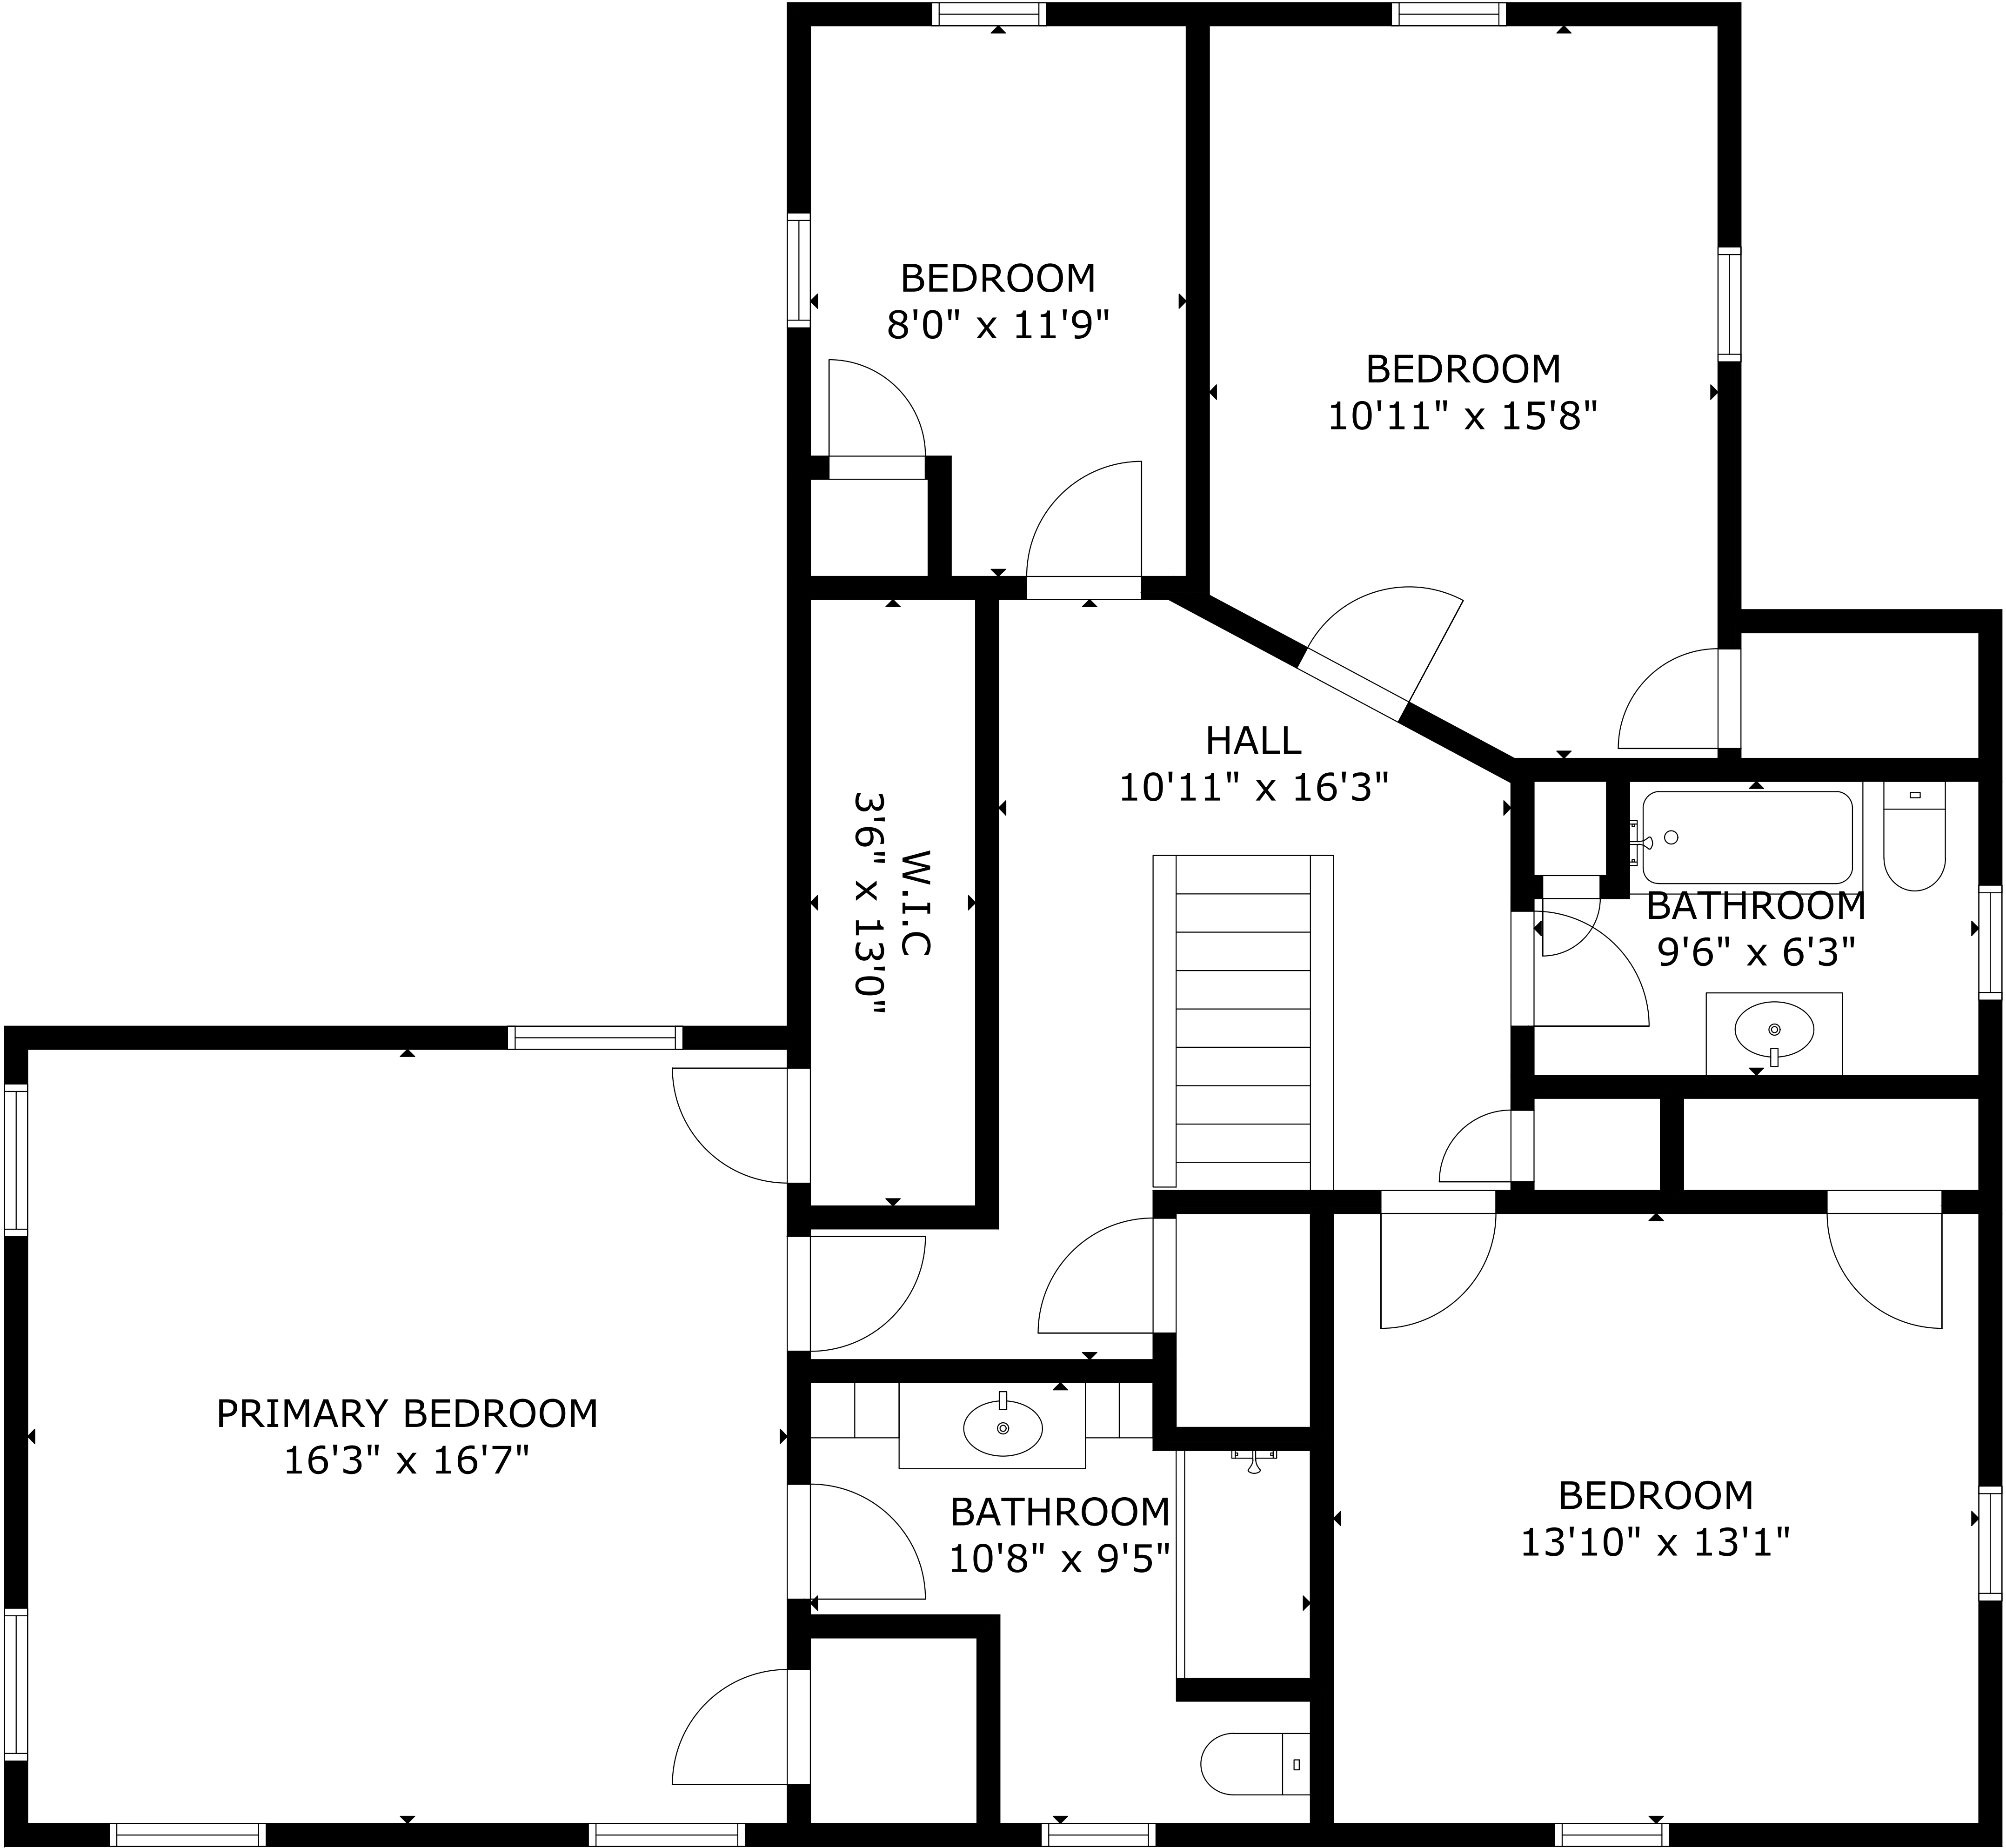 BEDROOM
8'0" x 11'9"
BEDROOM
10'11" x 15'8"
HALL
10'11" x 16'3"
W.I.C
3'6" x 13'0"
BATHROOM
9'6" x 6'3"
PRIMARY BEDROOM
16'3" x 16'7"
BATHROOM
10'8" x 9'5"
BEDROOM
13'10" x 13'1"